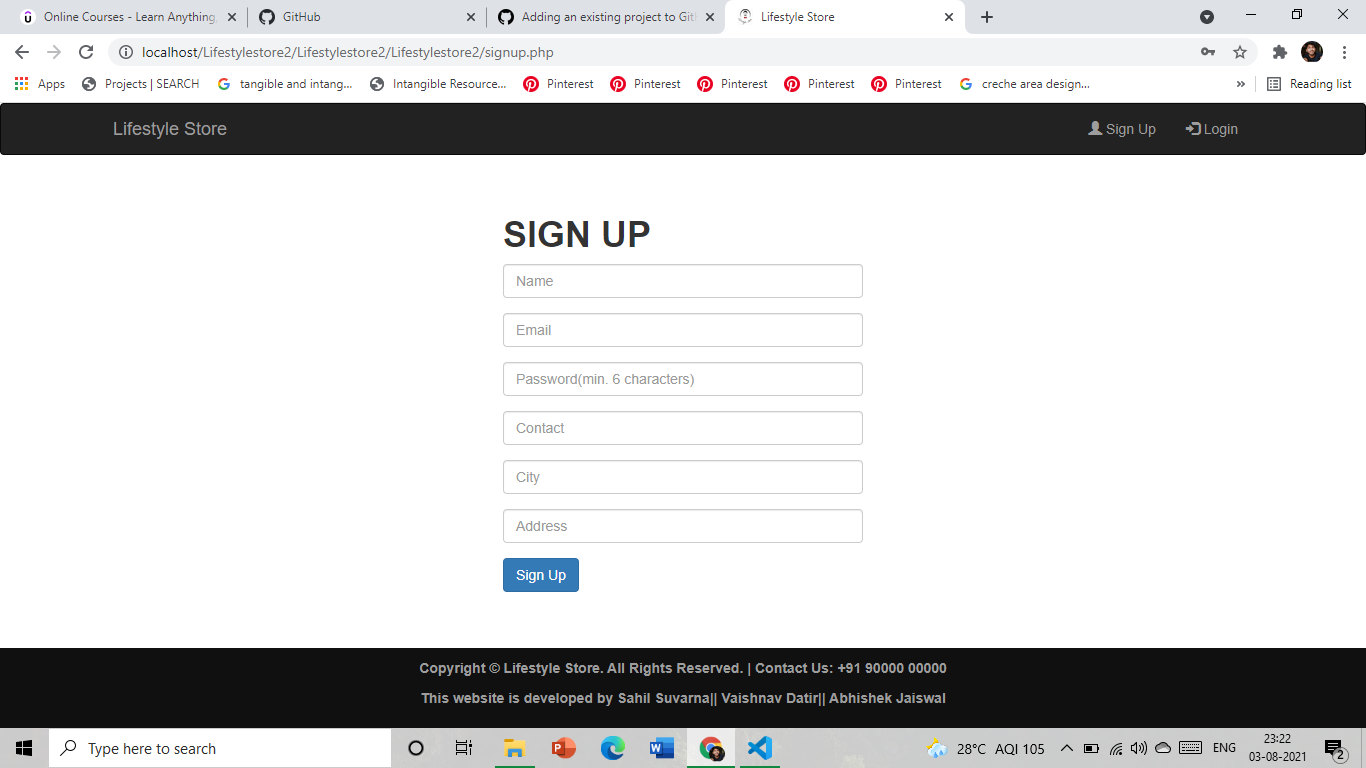 Online Courses - Learn Anything,
GitHub
Adding an existing project to Git
Lifestyle Store
localhost/Lifestylestore2/Lifestylestore2/Lifestylestore2/signup.php
Apps
Projects | SEARCH
tangible and intang...
Intangible Resource...
Pinterest
Pinterest
Pinterest
Pinterest
Pinterest
creche area design...
»
Reading list
Lifestyle Store
Sign Up
Login
SIGN UP
Name
Email
Password(min. 6 characters)
Contact
City
Address
Sign Up
Copyright © Lifestyle Store. All Rights Reserved. | Contact Us: +91 90000 00000
This website is developed by Sahil Suvarna|| Vaishnav Datir|| Abhishek Jaiswal
Type here to search
28°C AQI 105
ENG
23:22
03-08-2021
2